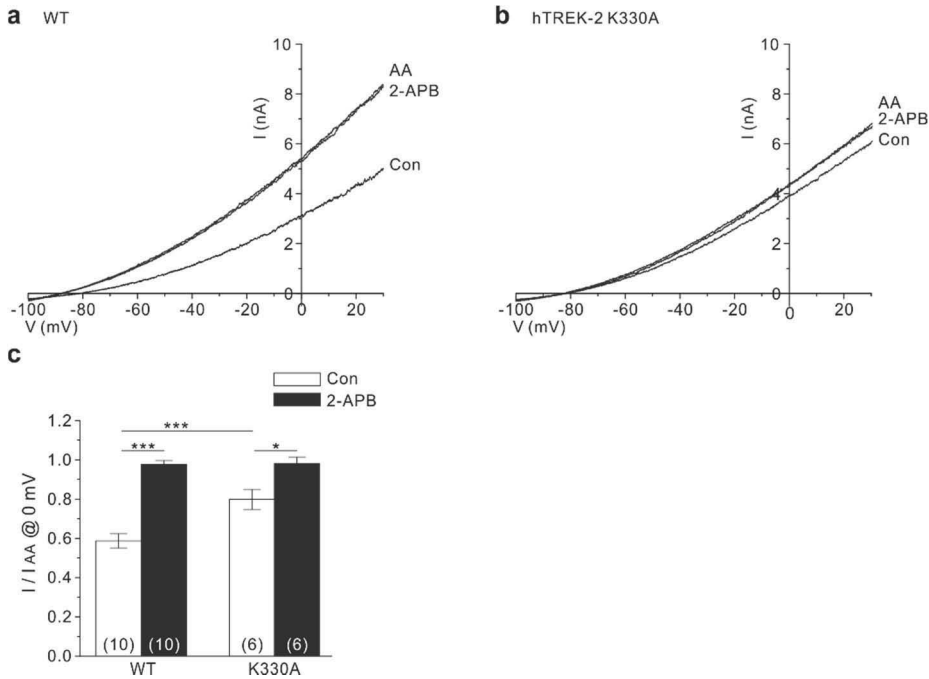 a WT
10
8
6
4
2
0
I (nA)
AA
2-APB
Con
-100 -80 -60 -40 -20 0 20
V (mV)
b hTREK-2 K330A
10
8
6
4
2
0
I (nA)
AA
2-APB
Con
-100 -80 -60 -40 -20 0 20
V (mV)
c
Con
2-APB
1.2
1.0
0.8
0.6
0.4
0.2
0.0
I / IAA @ 0 mV
***
*** *
(10) (10) (6) (6)
WT K330A